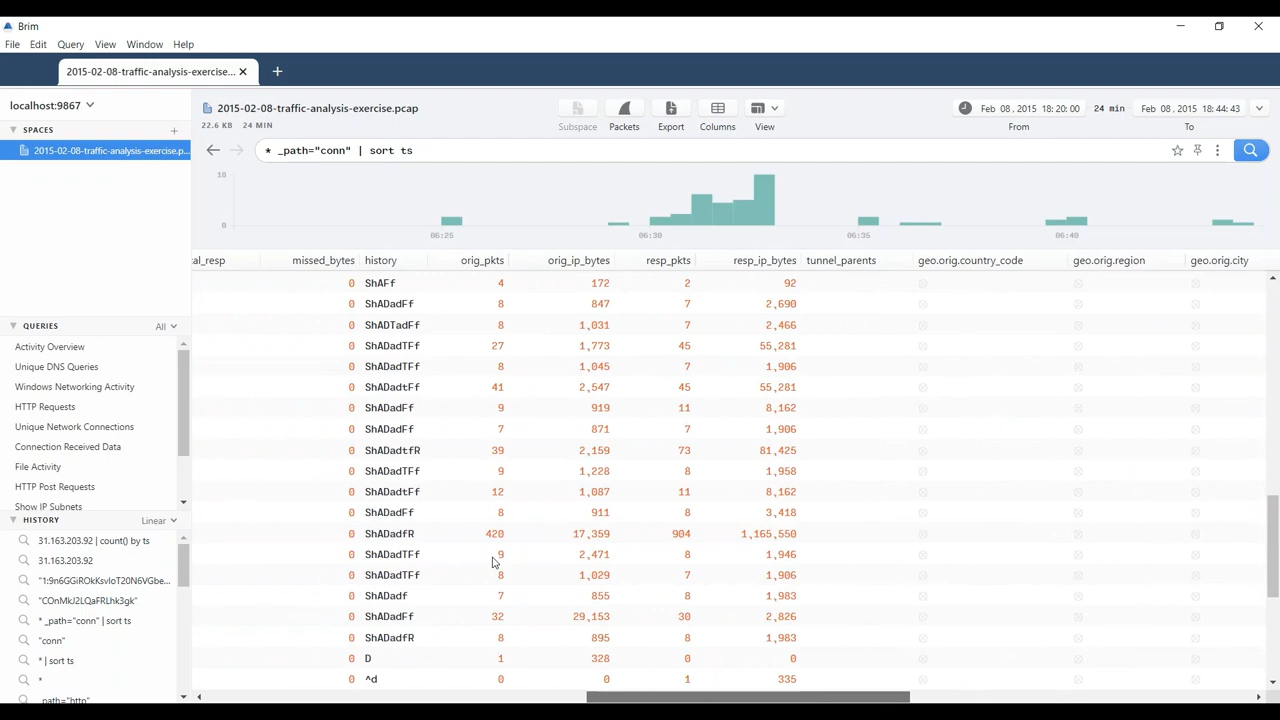 Brim
File Edit Query View Window Help
2015-02-08-traffic-analysis-exercise...
localhost:9867
2015-02-08-traffic-analysis-exercise.pcap
22.6 KB 24 MIN
Subspace Packets Export Columns View
Feb 08 , 2015 18:20:00 24 min Feb 08 , 2015 18:44:43
From To
SPACES
2015-02-08-traffic-analysis-exercise.p...
* _path="conn" | sort ts
18
0
06:25 06:30 06:35 06:40
al_resp missed_bytes history orig_pkts orig_ip_bytes resp_pkts resp_ip_bytes tunnel_parents geo.orig.country_code geo.orig.region geo.orig.city
0 ShAFf 4 172 2 92
0 ShADadFf 8 847 7 2,690
0 ShADTadFf 8 1,031 7 2,466
0 ShADadTFf 27 1,773 45 55,281
0 ShADadTFf 8 1,045 7 1,906
0 ShADadtFf 41 2,547 45 55,281
0 ShADadFf 9 919 11 8,162
0 ShADadFf 7 871 7 1,906
0 ShADadtfR 39 2,159 73 81,425
0 ShADadTFf 9 1,228 8 1,958
0 ShADadtFf 12 1,087 11 8,162
0 ShADadFf 8 911 8 3,418
0 ShADadfR 420 17,359 904 1,165,550
0 ShADadTFf 9 2,471 8 1,946
0 ShADadTFf 8 1,029 7 1,906
0 ShADadf 7 855 8 1,983
0 ShADadFf 32 29,153 30 2,826
0 ShADadfR 8 895 8 1,983
0 D 1 328 0 0
0 ^d 0 0 1 335
QUERIES All
Activity Overview
Unique DNS Queries
Windows Networking Activity
HTTP Requests
Unique Network Connections
Connection Received Data
File Activity
HTTP Post Requests
Show IP Subnets
HISTORY Linear
31.163.203.92 | count() by ts
31.163.203.92
"1:9n6GGiROkKsvIoT20N6VGbe...
"COnMkJ2LQaFRLhk3gk"
* _path="conn" | sort ts
"conn"
* | sort ts
*
_path="http"